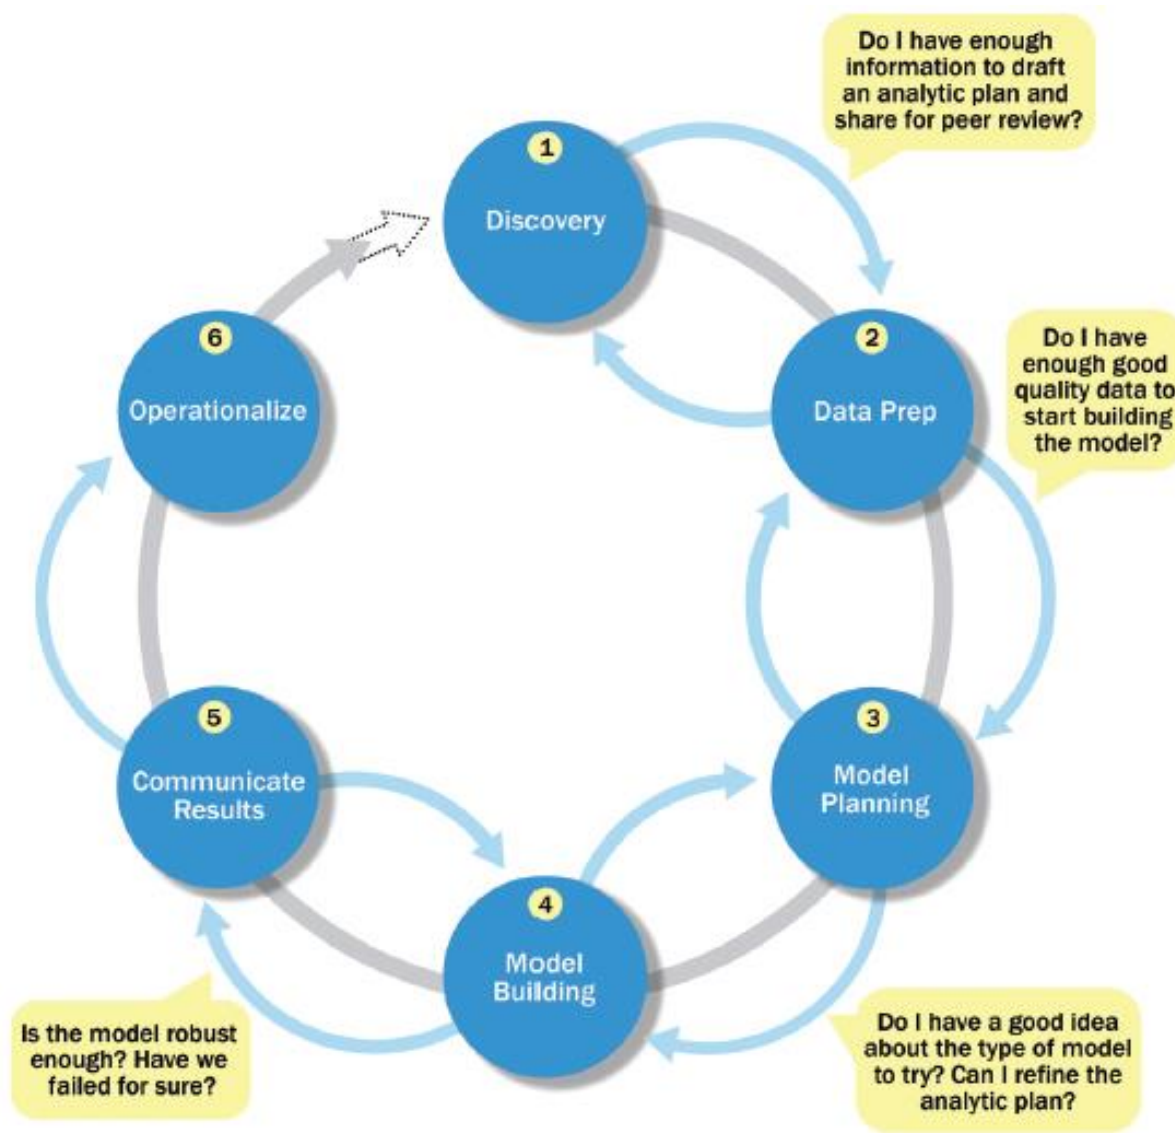 Do I have enough
information to draft
an analytic plan and
share for peer review?
1
Discovery
2
Data Prep
Do I have
enough good
quality data to
start building
the model?
3
Model
Planning
Do I have a good idea
about the type of model
to try? Can I refine the
analytic plan?
4
Model
Building
Is the model robust
enough? Have we
failed for sure?
5
Communicate
Results
6
Operationalize